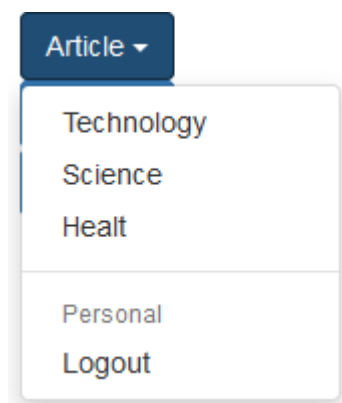 Article
Technology
Science
Healt
Personal
Logout